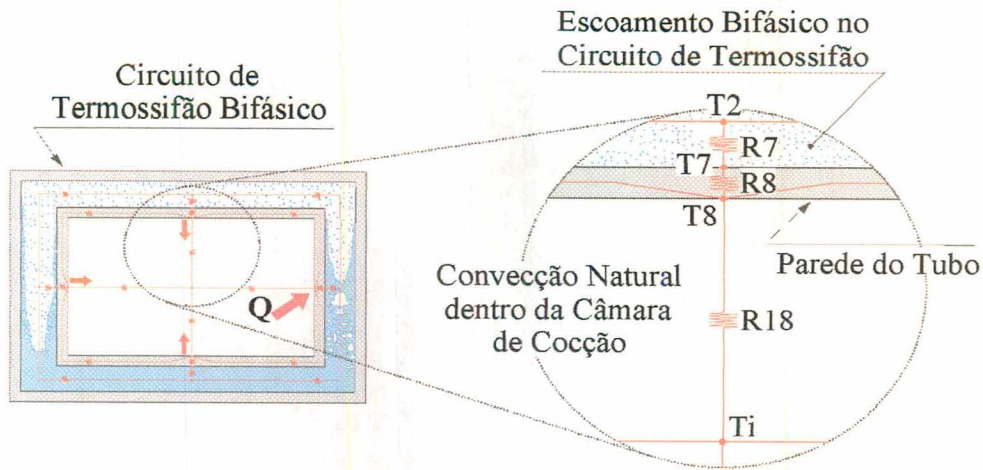 Circuito de
Termossifão Bifásico
Q
Escoamento Bifásico no
Circuito de Termossifão
T2
R7
T7
R8
T8
Parede do Tubo
Convecção Natural
dentro da Câmara
de Cocção
R18
Ti